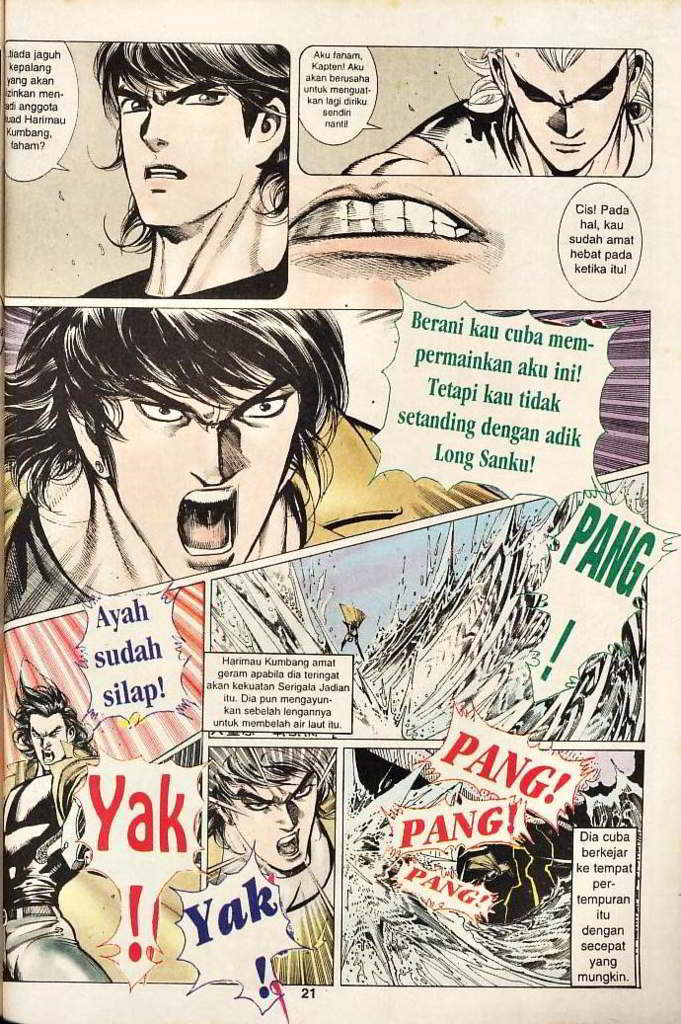 tiada jaguh
kepalang
yang akan
zinkan men-
adi anggota
uad Harimau
Kumbang,
faham?
Aku faham,
Kapten! Aku
akan berusaha
untuk menguat-
kan lagi diriku
sendiri
nanti!
Cis! Pada
hal, kau
sudah amat
hebat pada
ketika itu!
Berani kau cuba mem-
permainkan aku ini!
Tetapi kau tidak
setanding dengan adik
Long Sanku!
PANG
!
Ayah
sudah
silap!
Harimau Kumbang amat
geram apabila dia teringat
akan kekuatan Serigala Jadian
itu. Dia pun mengayun-
kan sebelah lengannya
untuk membelah air laut itu.
Yak
!!
Yak
!
PANG!
PANG!
PANG!
Dia cuba
berkejar
ke tempat
per-
tempuran
itu
dengan
secepat
yang
mungkin.
21